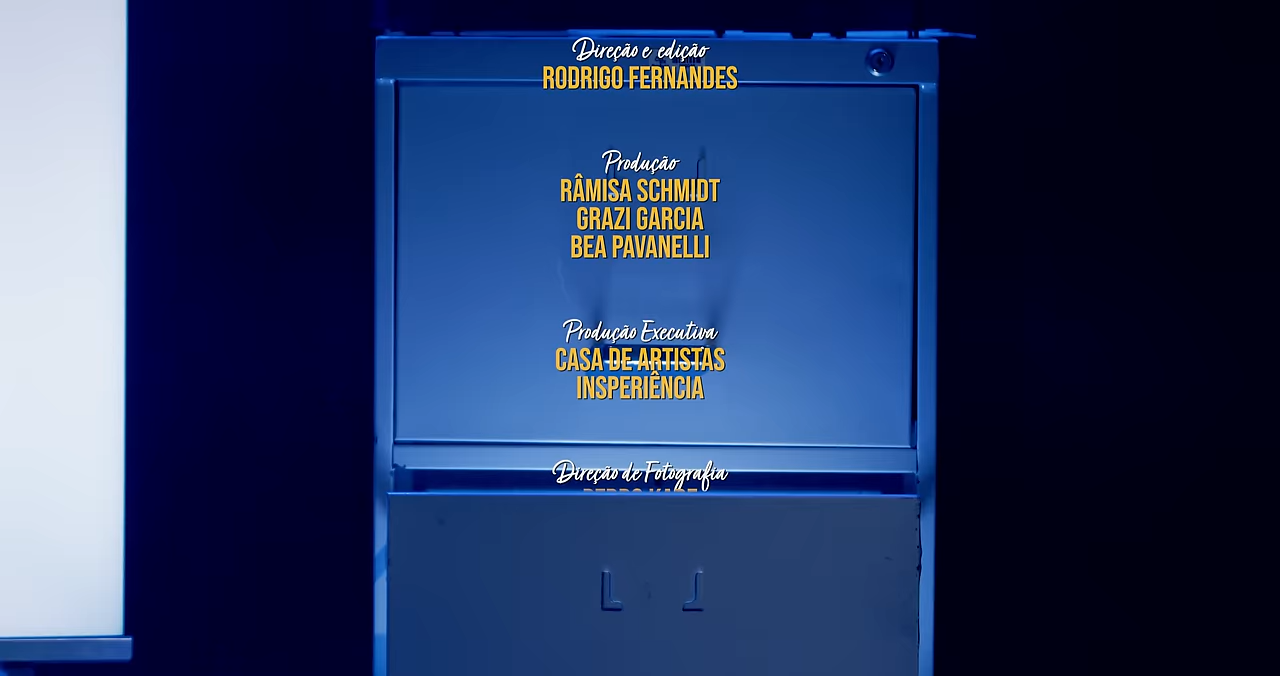 Direção e edição
RODRIGO FERNANDES
Produção
RÂMISA SCHMIDT
GRAZI GARCIA
BEA PAVANELLI
Produção Executiva
CASA DE ARTISTAS
INSPERIÊNCIA
Direção de Fotografia